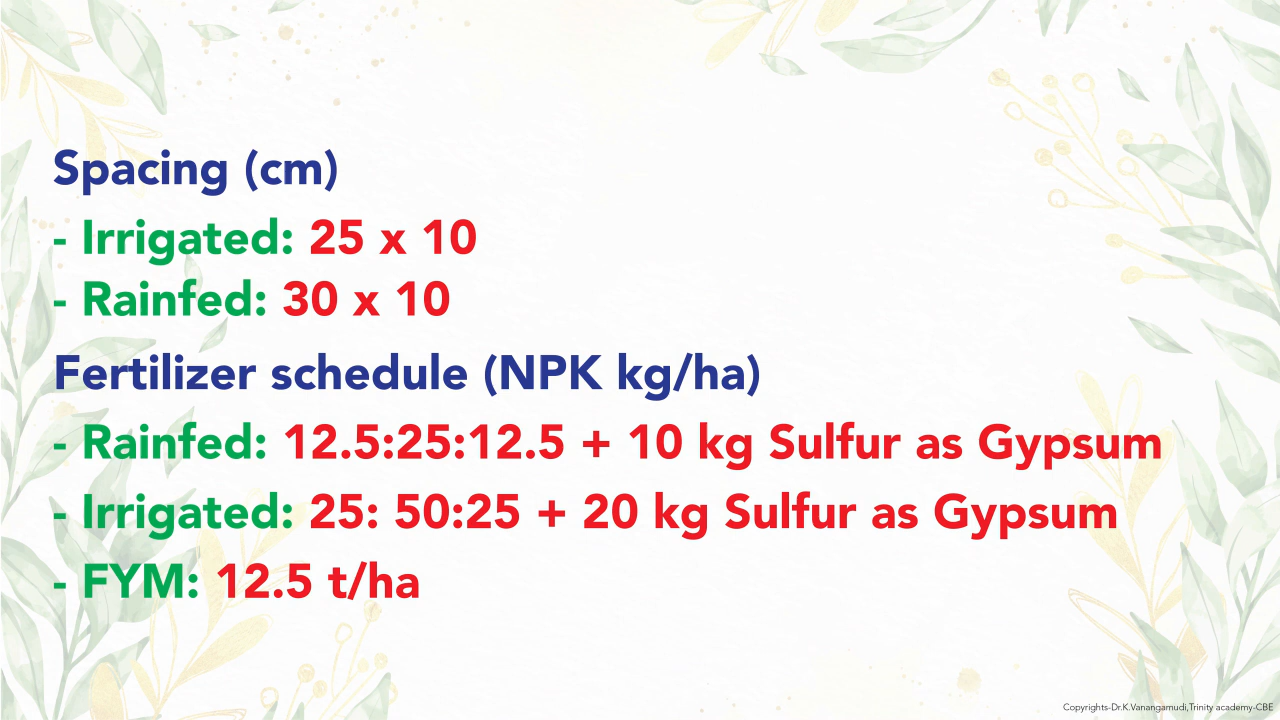 Spacing (cm)
- Irrigated: 25 x 10
- Rainfed: 30 x 10
Fertilizer schedule (NPK kg/ha)
- Rainfed: 12.5:25:12.5 + 10 kg Sulfur as Gypsum
- Irrigated: 25: 50:25 + 20 kg Sulfur as Gypsum
- FYM: 12.5 t/ha
Copyrights-Dr.K.Vanangamudi,Trinity academy-CBE